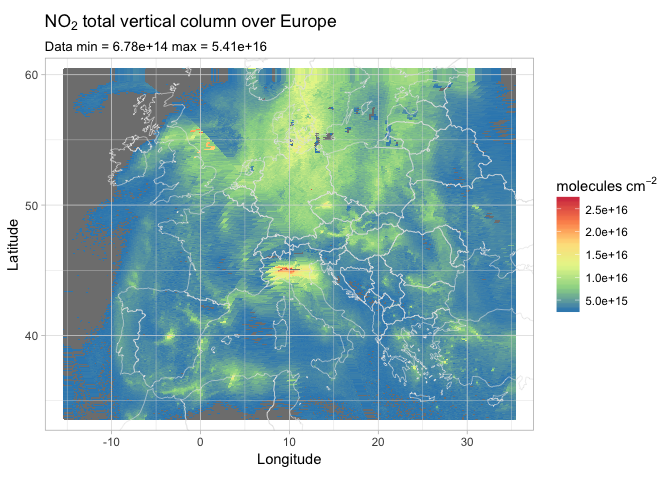 NO₂ total vertical column over Europe
Data min = 6.78e+14 max = 5.41e+16
60
50
40
Latitude
-10
0
10
20
30
Longitude
molecules cm⁻²
2.5e+16
2.0e+16
1.5e+16
1.0e+16
5.0e+15